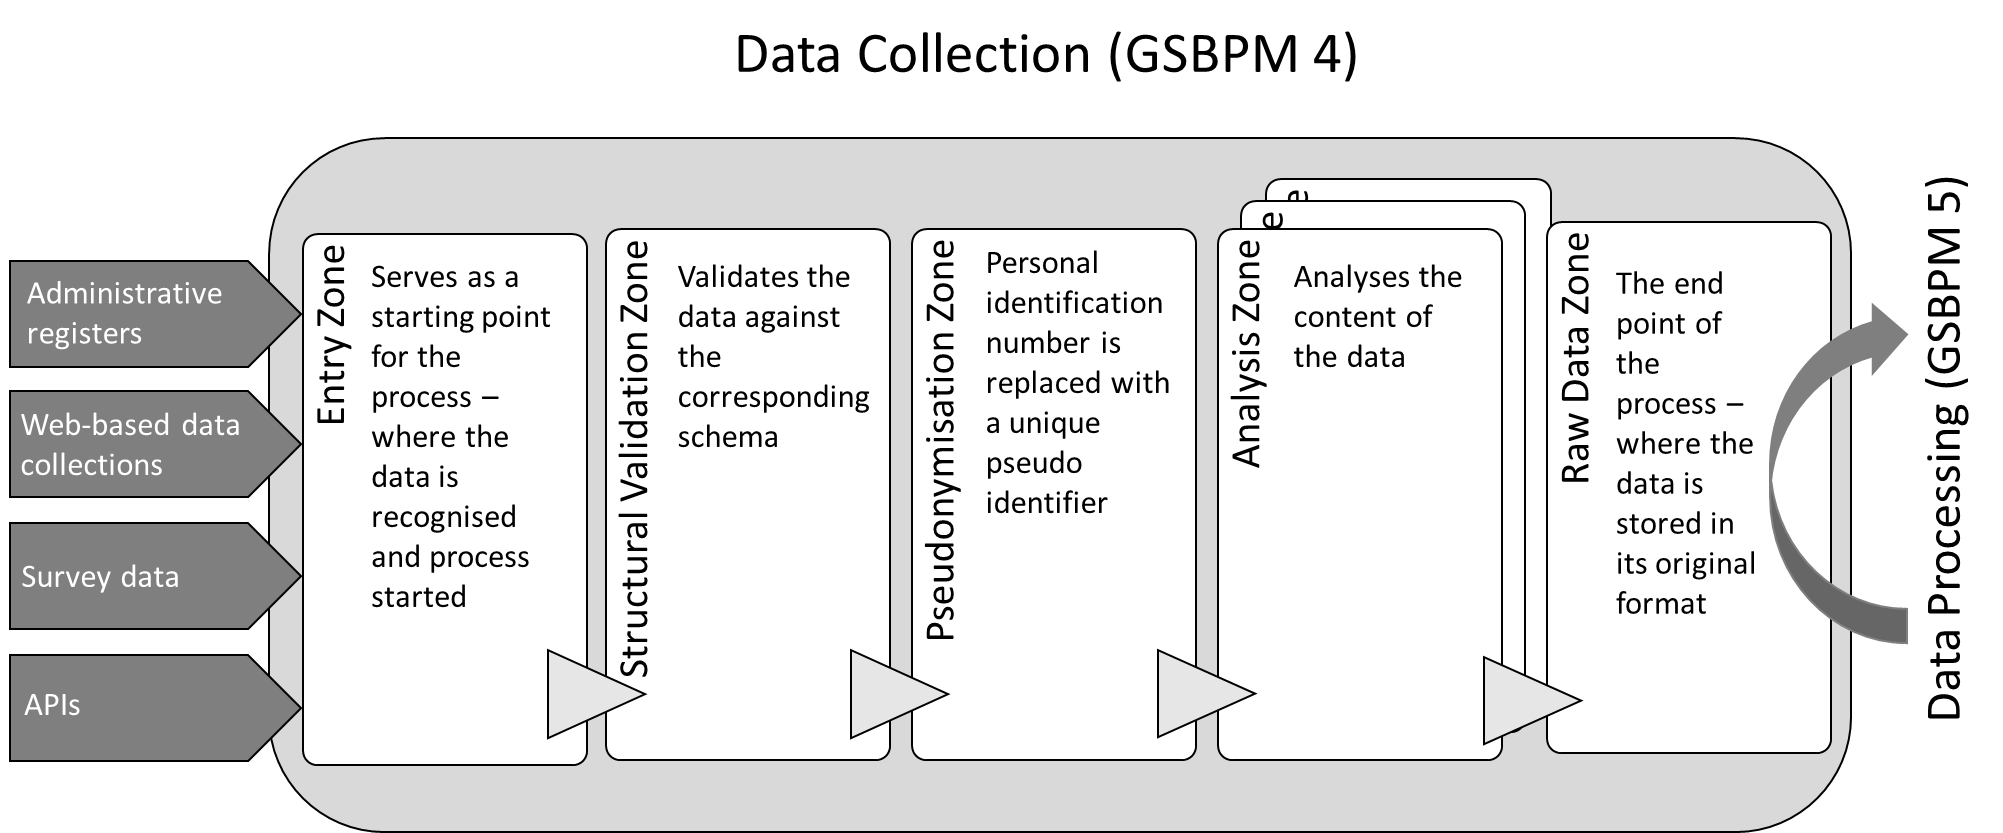 Data Collection (GSBPM 4)
Administrative
registers
Web-based data
collections
Survey data
APIs
Entry Zone
Serves as a
starting point
for the
process –
where the
data is
recognised
and process
started
Structural Validation Zone
Validates the
data against
the
corresponding
schema
Pseudonymisation Zone
Personal
identification
number is
replaced with
a unique
pseudo
identifier
e
e
Analysis Zone
Analyses the
content of
the data
Raw Data Zone
The end
point of
the
process –
where the
data is
stored in
its original
format
Data Processing (GSBPM 5)